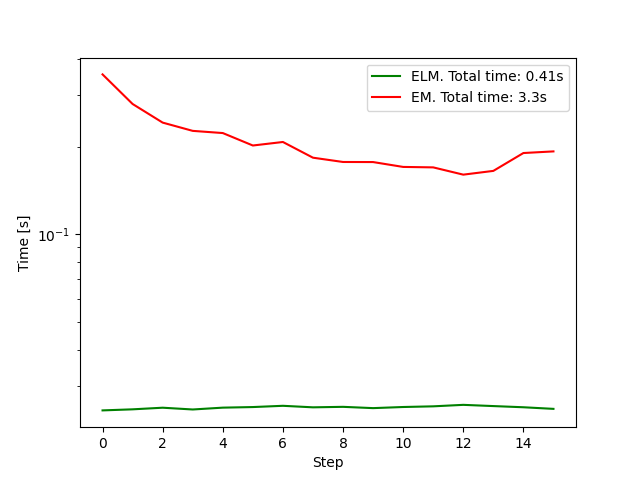 ELM. Total time: 0.41s
EM. Total time: 3.3s
Time [s]
10⁻¹
0 2 4 6 8 10 12 14
Step